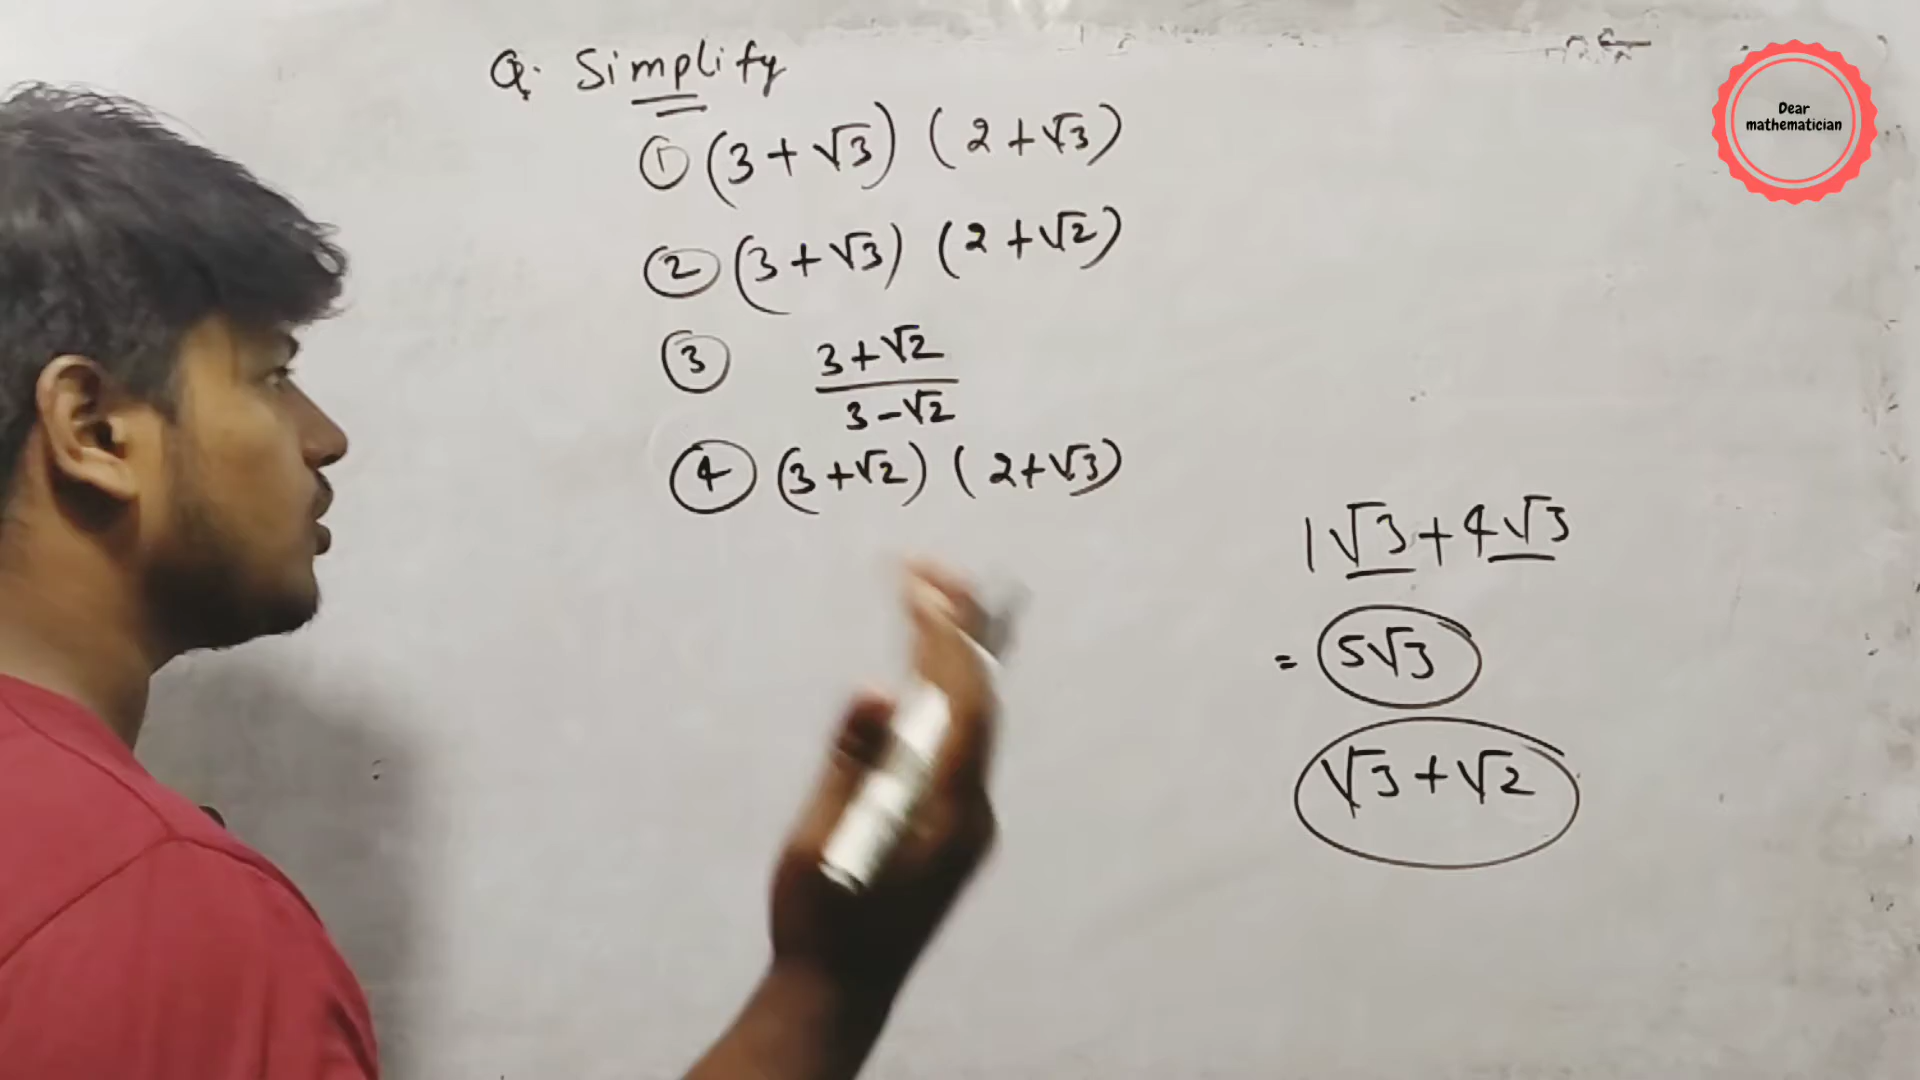 Q. Simplify
① (3+√3) (2+√3)
② (3+√3) (2+√2)
③ 3+√2
3-√2
④ (3+√2) (2+√3)
1√3+4√3
= 5√3
√3+√2
Dear
mathematician